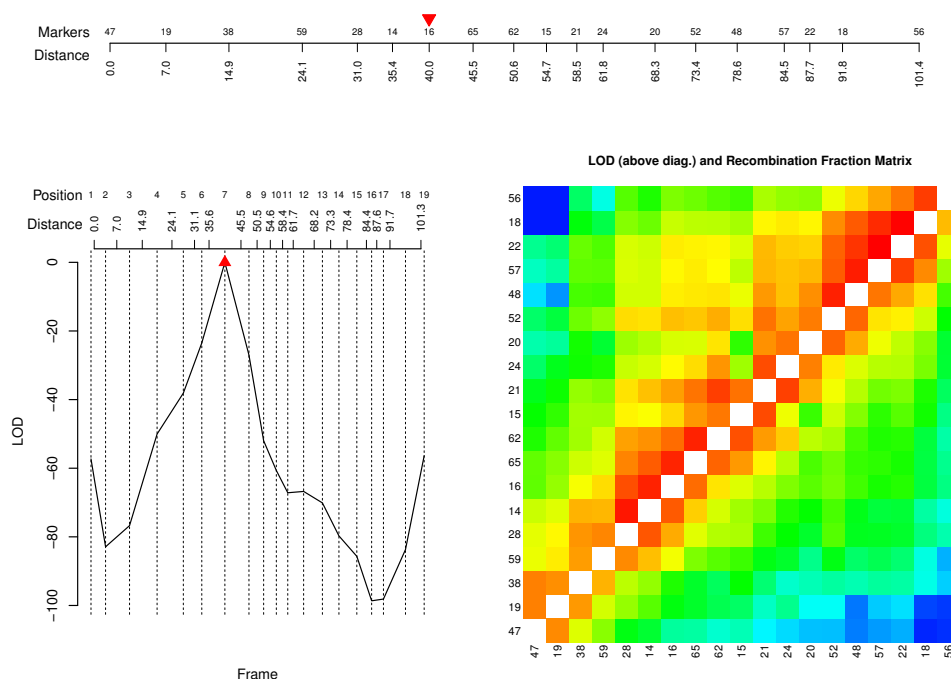 Markers 47 19 38 59 28 14 16 65 62 15 21 24 20 52 48 57 22 18 56
Distance
0.0 7.0 14.9 24.1 31.0 35.4 40.0 45.5 50.6 54.7 58.5 61.8 68.3 73.4 78.6 84.5 87.7 91.8 101.4
LOD (above diag.) and Recombination Fraction Matrix
Position 1 2 3 4 5 6 7 8 9 10 11 12 13 14 15 16 17 18 19
Distance 0.0 7.0 14.9 24.1 31.1 35.6 45.5 50.5 54.6 58.4 61.7 68.2 73.3 78.4 84.4 87.6 91.7 101.3
LOD
0
−20
−40
−60
−80
−100
Frame
56
18
22
57
48
52
20
24
21
15
62
65
16
14
28
59
38
19
47
47 19 38 59 28 14 16 65 62 15 21 24 20 52 48 57 22 18 56